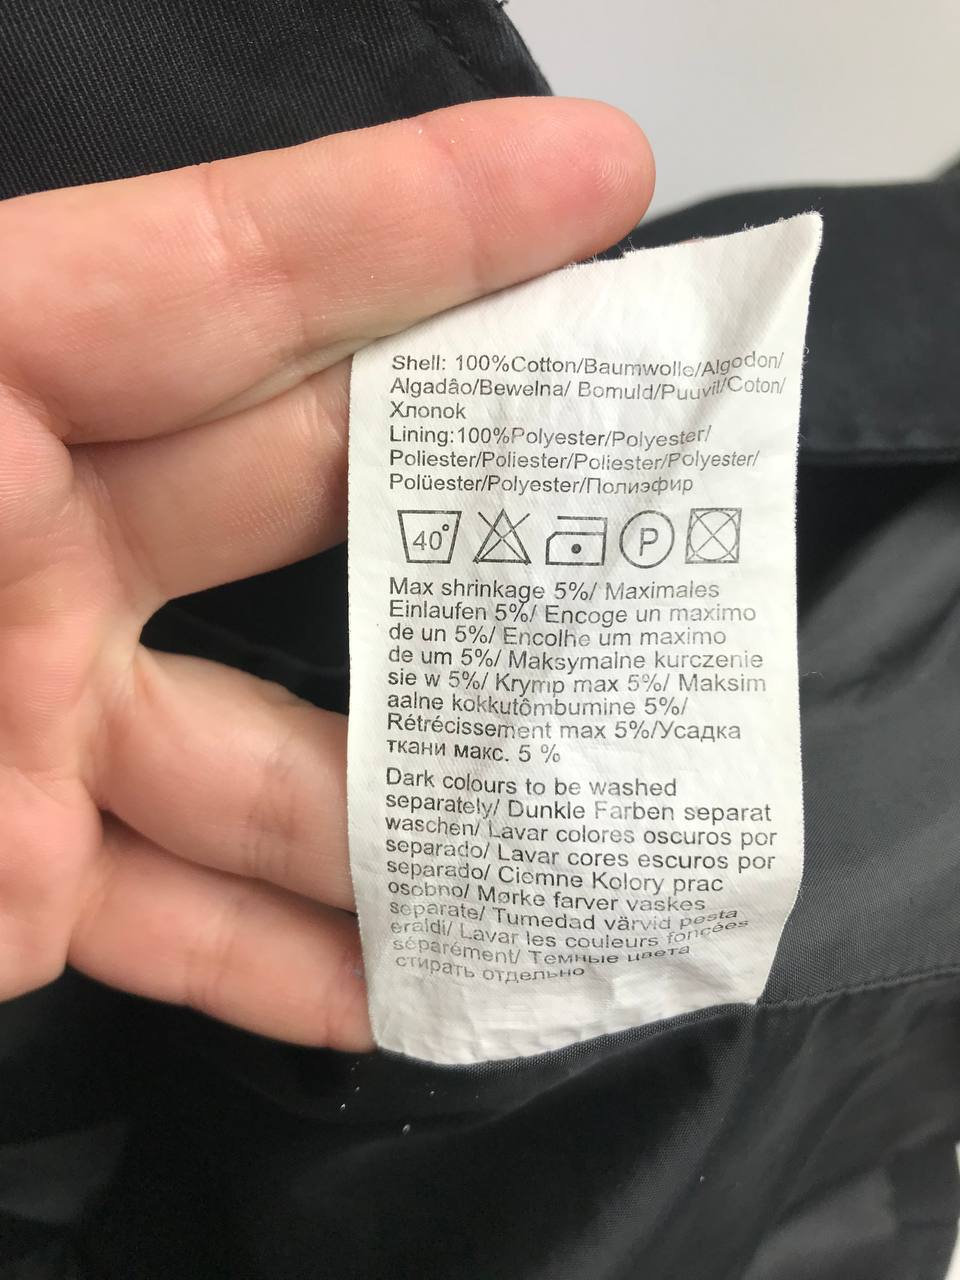 Shell: 100%Cotton/Baumwolle/Algodon/
Algadâo/Bewelna/ Bomuld/Puuvil/Coton/
Хлопок
Lining:100%Polyester/Polyester/
Poliester/Poliester/Poliester/Polyester/
Polüester/Polyester/Полиэфир
40° P
Max shrinkage 5%/ Maximales
Einlaufen 5%/ Encoge un maximo
de un 5%/ Encolhe um maximo
de um 5%/ Maksymalne kurczenie
sie w 5%/ Krymp max 5%/ Maksim
aalne kokkutômbumine 5%/
Rétrécissement max 5%/Усадка
ткани макс. 5 %
Dark colours to be washed
separately/ Dunkle Farben separat
waschen/ Lavar colores oscuros por
separado/ Lavar cores escuros por
separado/ Ciemne Kolory prac
osobno/ Mørke farver vaskes
separate/ Tumedad värvid pesta
eraldi/ Lavar les couleurs foncées
séparément/ Темные цвета
стирать отдельно